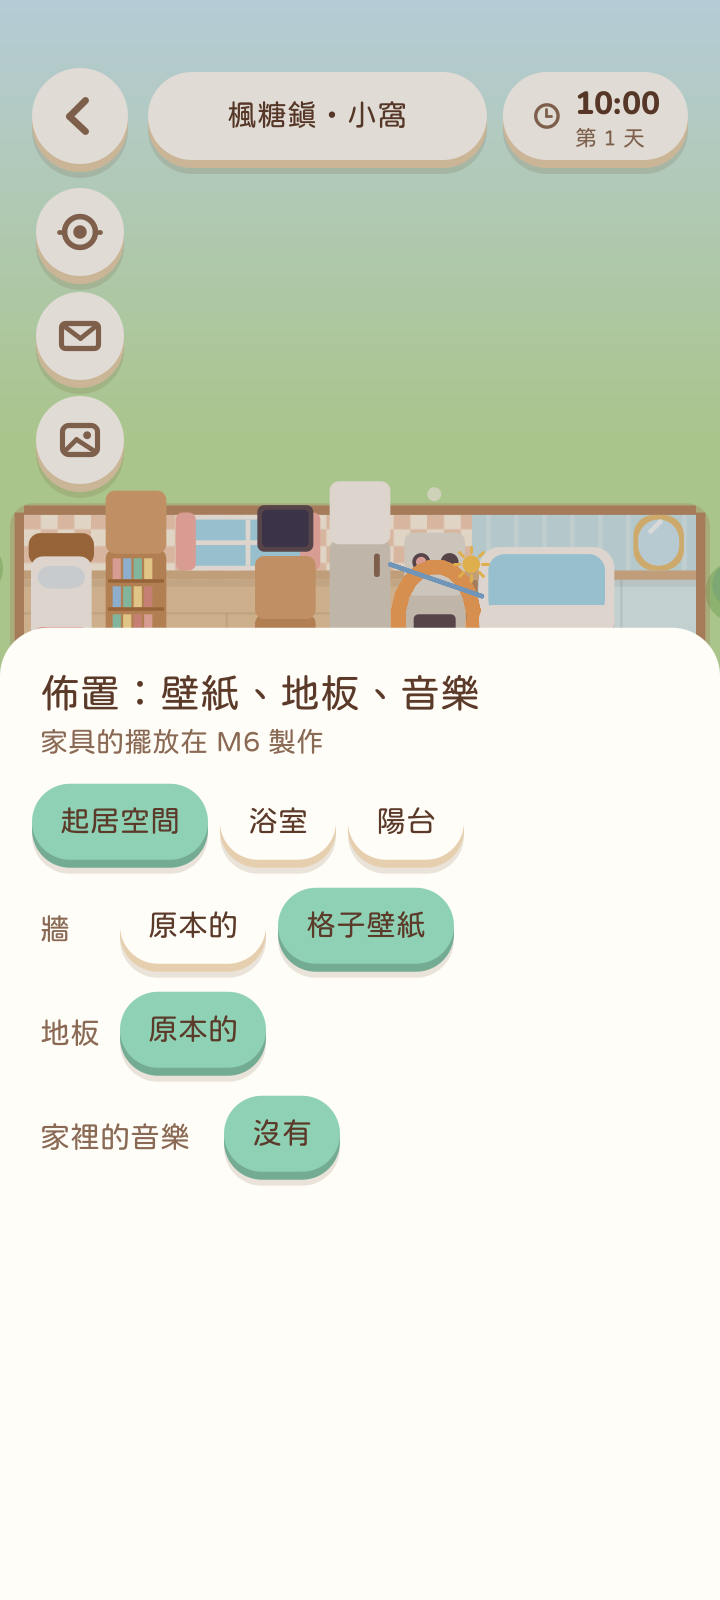 楓糖鎮・小窩
10:00
第 1 天
佈置：壁紙、地板、音樂
家具的擺放在 M6 製作
起居空間 浴室 陽台
牆 原本的 格子壁紙
地板 原本的
家裡的音樂 沒有